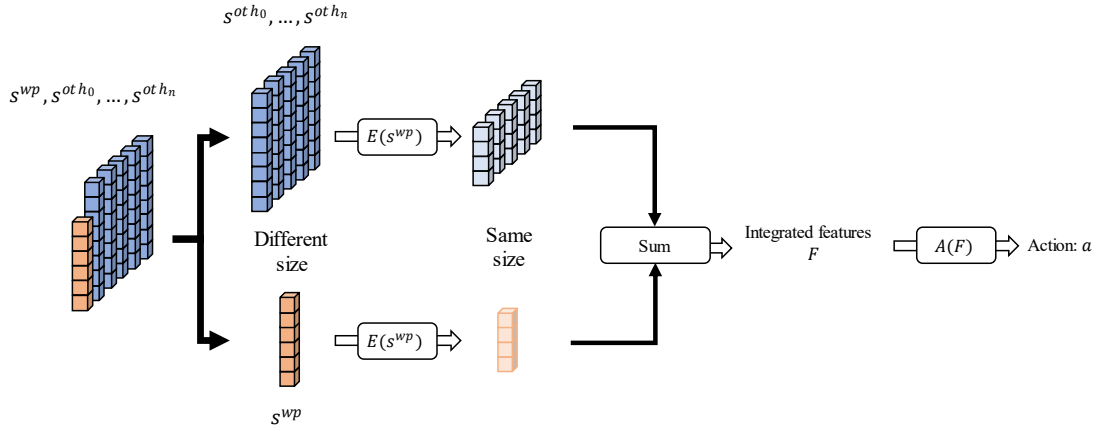 s^{oth_0}, ..., s^{oth_n}
s^{wp}, s^{oth_0}, ..., s^{oth_n}
E(s^{wp})
Different
size
Same
size
Sum
Integrated features
F
A(F)
Action: a
E(s^{wp})
s^{wp}